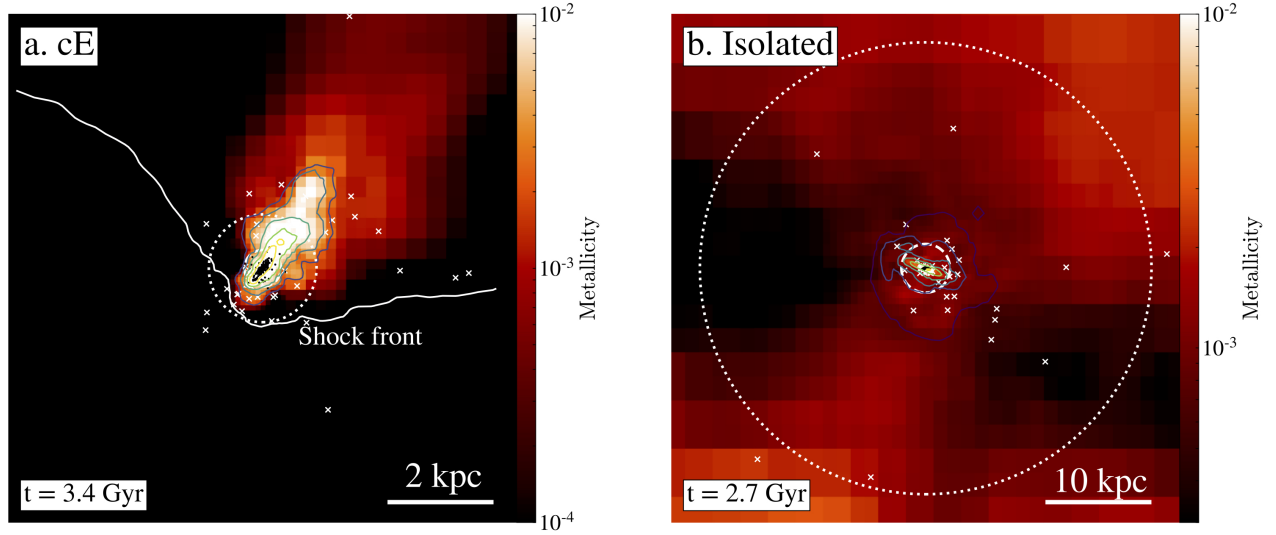 a. cE
Shock front
2 kpc
t = 3.4 Gyr
10⁻²
10⁻³
10⁻⁴
Metallicity
b. Isolated
10 kpc
t = 2.7 Gyr
10⁻²
10⁻³
Metallicity